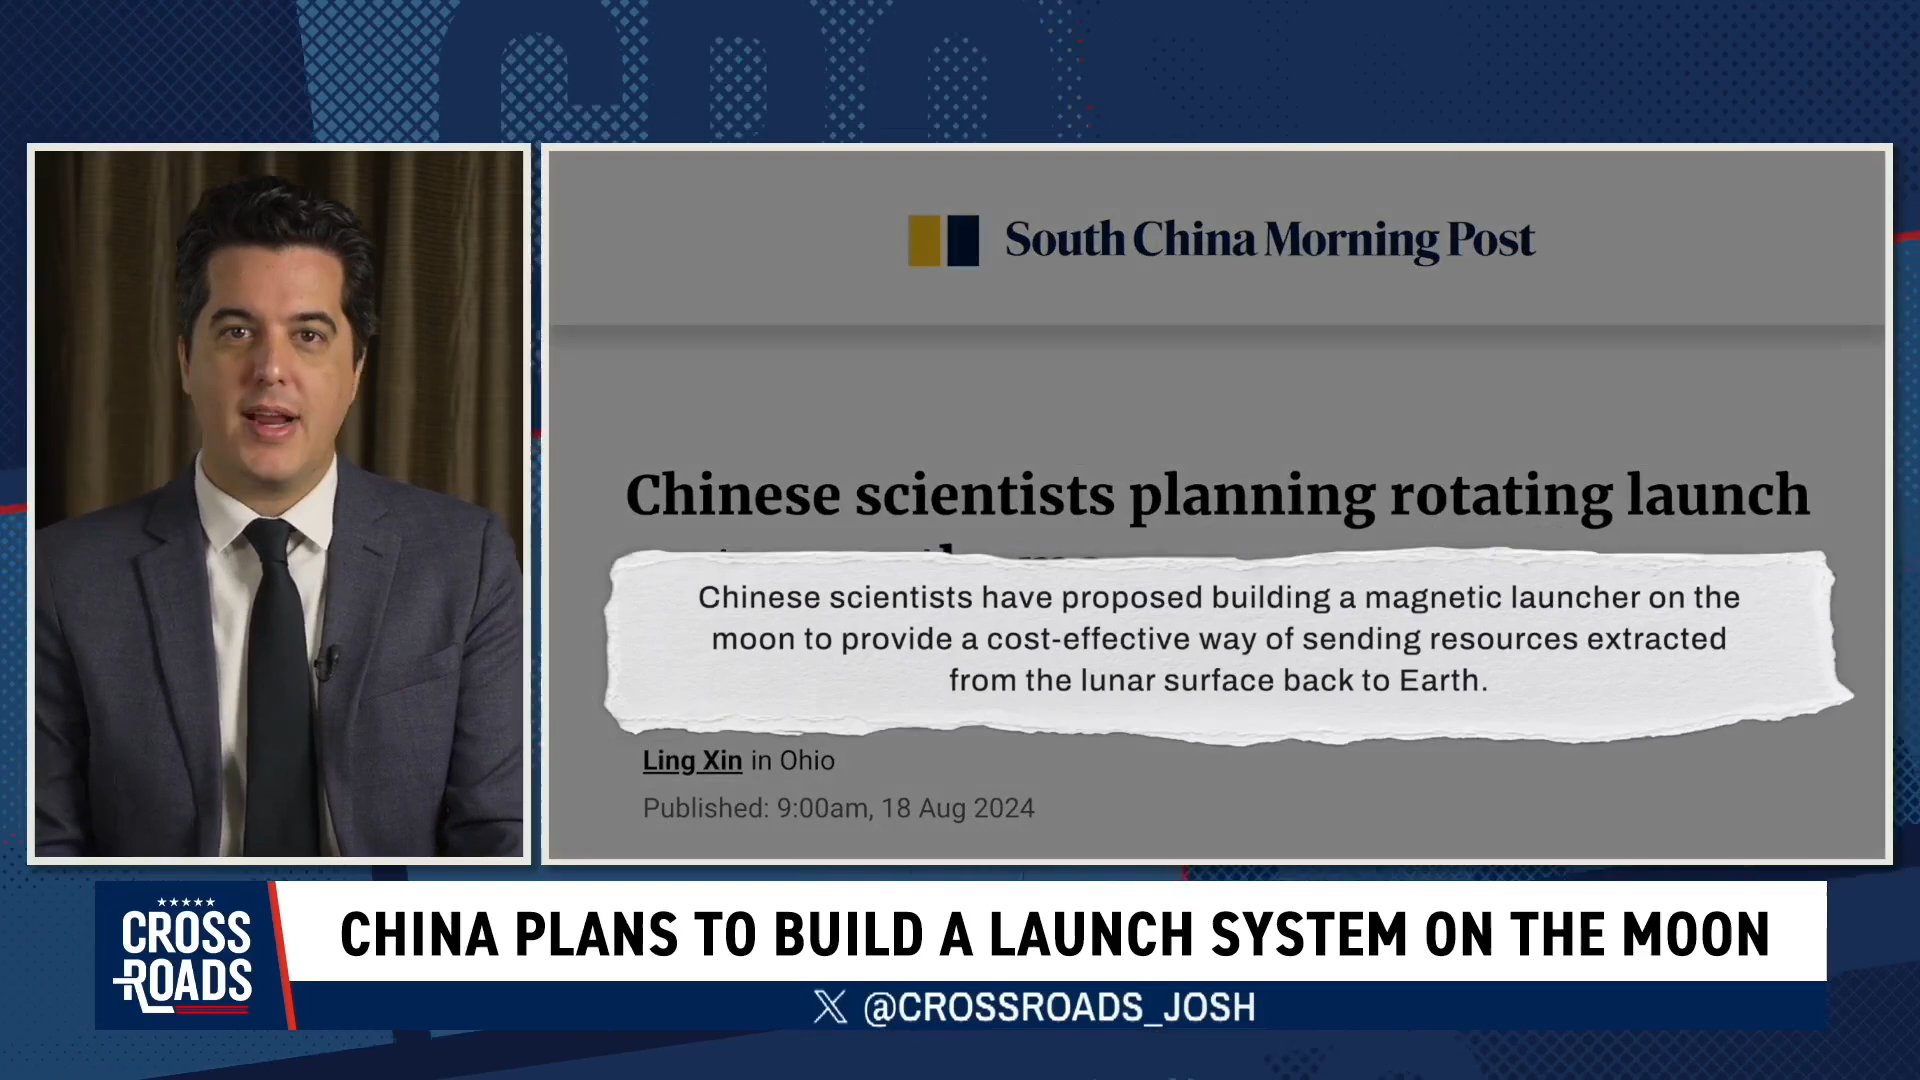 South China Morning Post
Chinese scientists planning rotating launch
Chinese scientists have proposed building a magnetic launcher on the
moon to provide a cost-effective way of sending resources extracted
from the lunar surface back to Earth.
Ling Xin in Ohio
Published: 9:00am, 18 Aug 2024
CROSS
ROADS
CHINA PLANS TO BUILD A LAUNCH SYSTEM ON THE MOON
X @CROSSROADS_JOSH